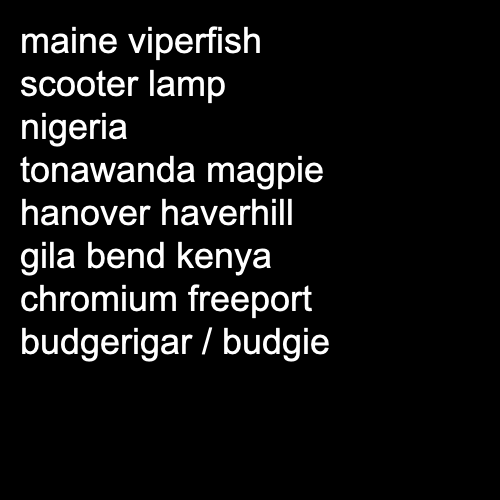 maine viperfish
scooter lamp
nigeria
tonawanda magpie
hanover haverhill
gila bend kenya
chromium freeport
budgerigar / budgie